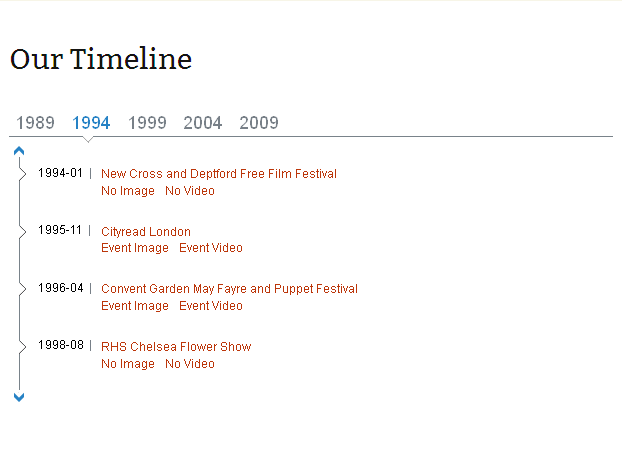 Our Timeline
1989 1994 1999 2004 2009
1994-01 | New Cross and Deptford Free Film Festival
No Image No Video
1995-11 | Cityread London
Event Image Event Video
1996-04 | Convent Garden May Fayre and Puppet Festival
Event Image Event Video
1998-08 | RHS Chelsea Flower Show
No Image No Video